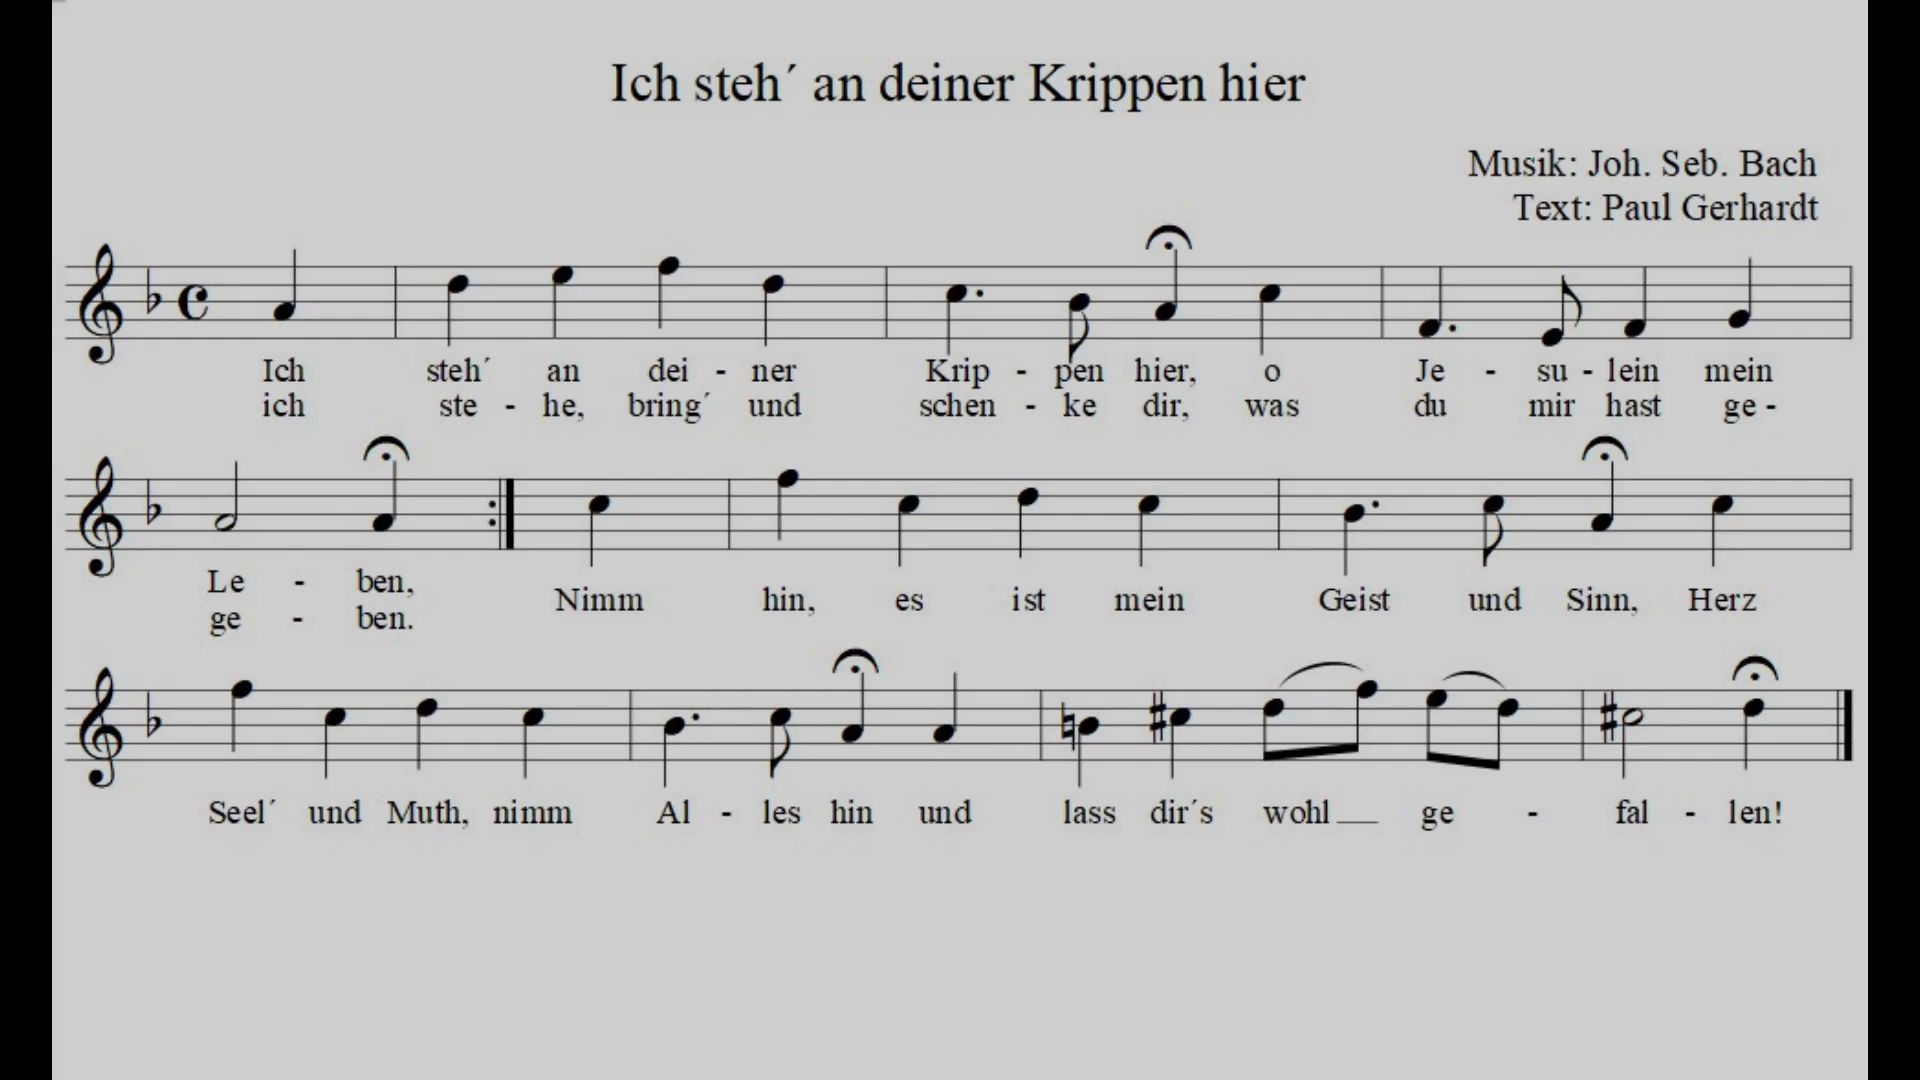 Ich steh´ an deiner Krippen hier
Musik: Joh. Seb. Bach
Text: Paul Gerhardt
Ich steh´ an dei - ner Krip - pen hier, o Je - su - lein mein
ich ste - he, bring´ und schen - ke dir, was du mir hast ge -
Le - ben, Nimm hin, es ist mein Geist und Sinn, Herz
ge - ben.
Seel´ und Muth, nimm Al - les hin und lass dir´s wohl ge - fal - len!